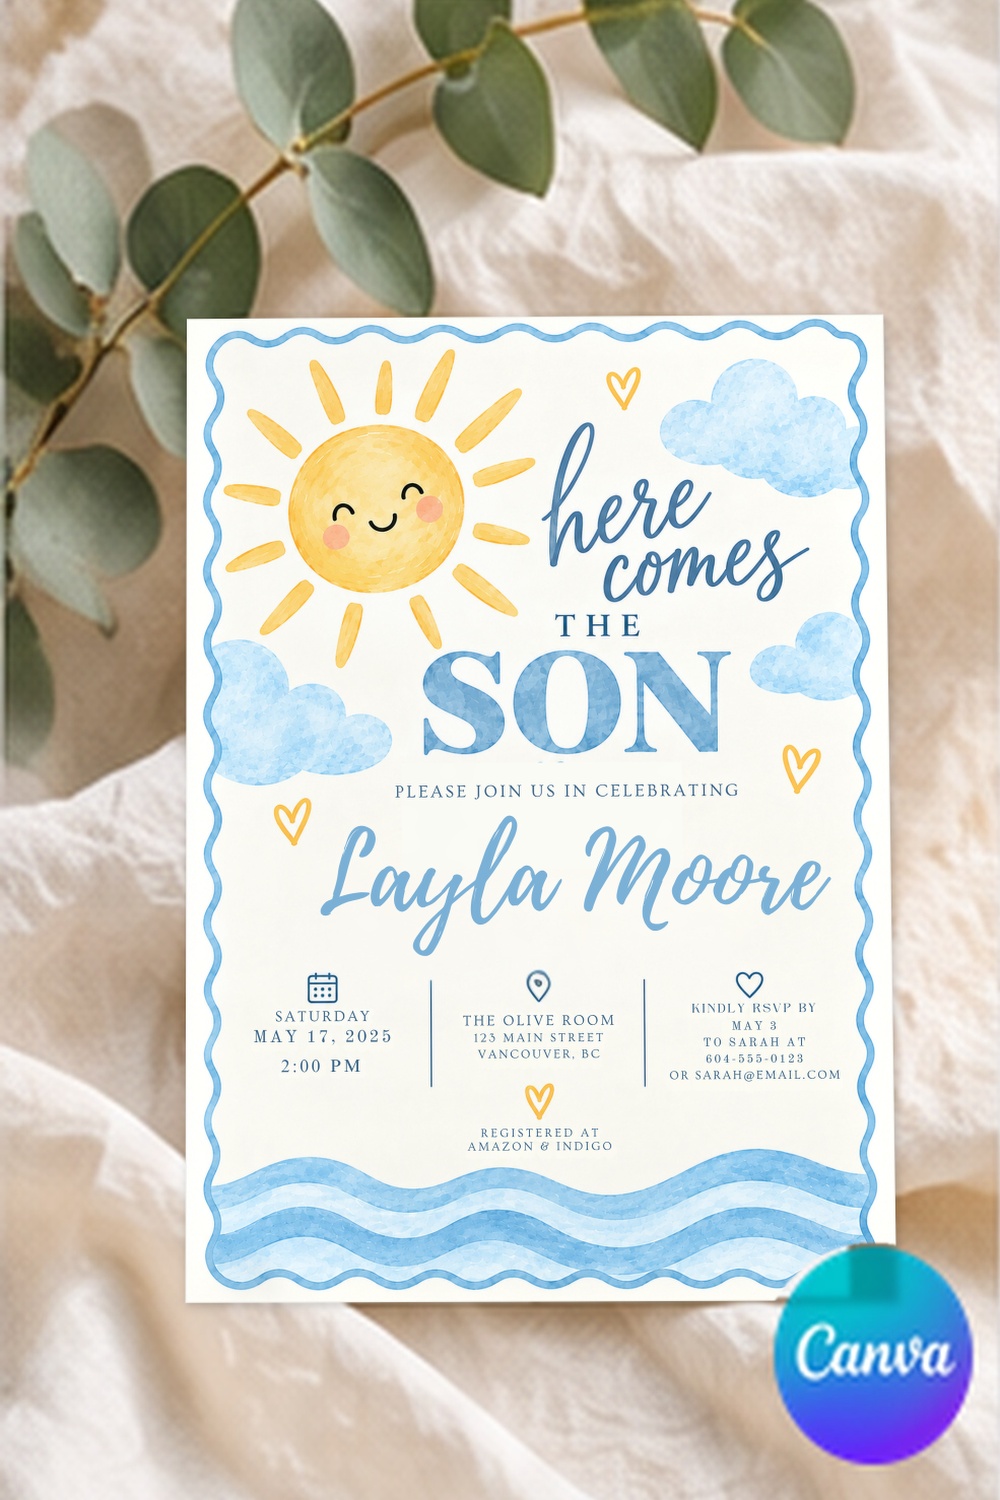 here
comes
THE
SON
PLEASE JOIN US IN CELEBRATING
Layla Moore
SATURDAY
MAY 17, 2025
2:00 PM
THE OLIVE ROOM
123 MAIN STREET
VANCOUVER, BC
KINDLY RSVP BY
MAY 3
TO SARAH AT
604-555-0123
OR SARAH@EMAIL.COM
REGISTERED AT
AMAZON & INDIGO
Canva